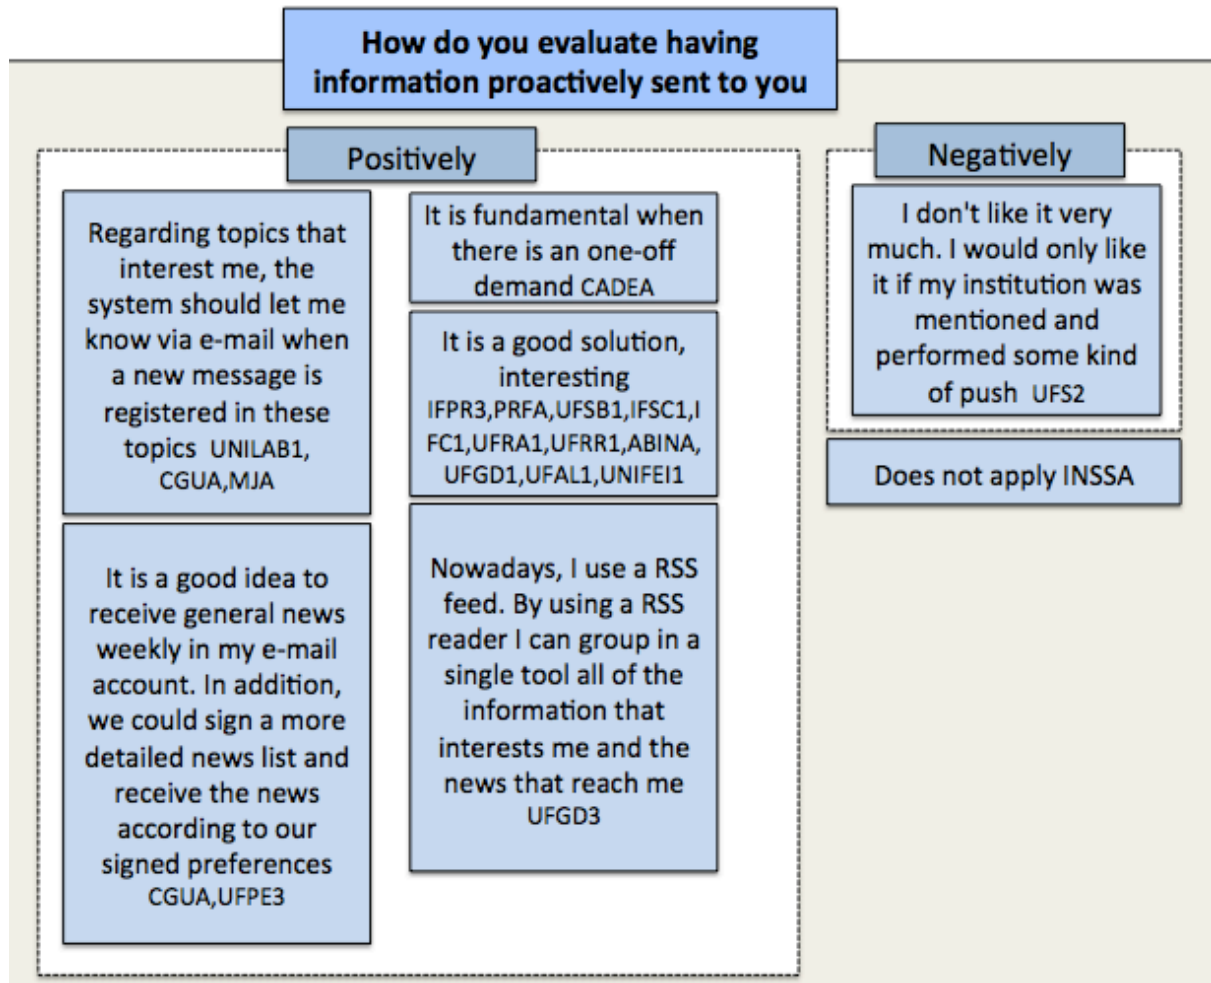 How do you evaluate having
information proactively sent to you
Positively
Regarding topics that
interest me, the
system should let me
know via e-mail when
a new message is
registered in these
topics UNILAB1,
CGUA,MJA
It is a good idea to
receive general news
weekly in my e-mail
account. In addition,
we could sign a more
detailed news list and
receive the news
according to our
signed preferences
CGUA,UFPE3
It is fundamental when
there is an one-off
demand CADEA
It is a good solution,
interesting
IFPR3,PRFA,UFSB1,IFSC1,I
FC1,UFRA1,UFRR1,ABINA,
UFGD1,UFAL1,UNIFEI1
Nowadays, I use a RSS
feed. By using a RSS
reader I can group in a
single tool all of the
information that
interests me and the
news that reach me
UFGD3
Negatively
I don't like it very
much. I would only like
it if my institution was
mentioned and
performed some kind
of push UFS2
Does not apply INSSA